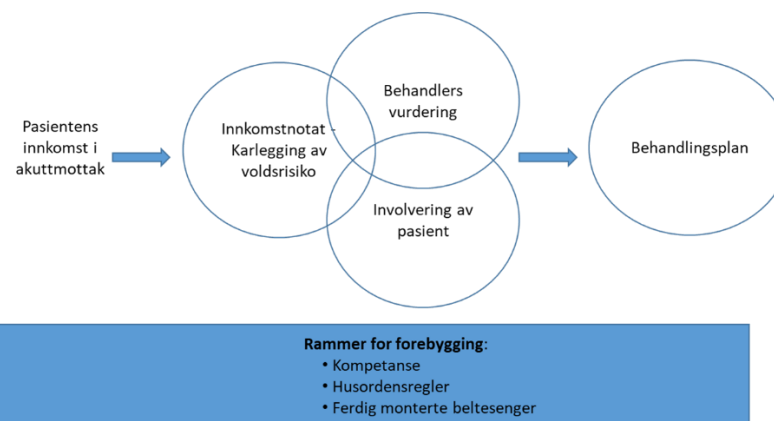 Pasientens
innkomst i
akuttmottak
Innkomstnotat -
Karlegging av
voldsrisiko
Behandlers
vurdering
Involvering av
pasient
Behandlingsplan
Rammer for forebygging:
• Kompetanse
• Husordensregler
• Ferdig monterte beltesenger